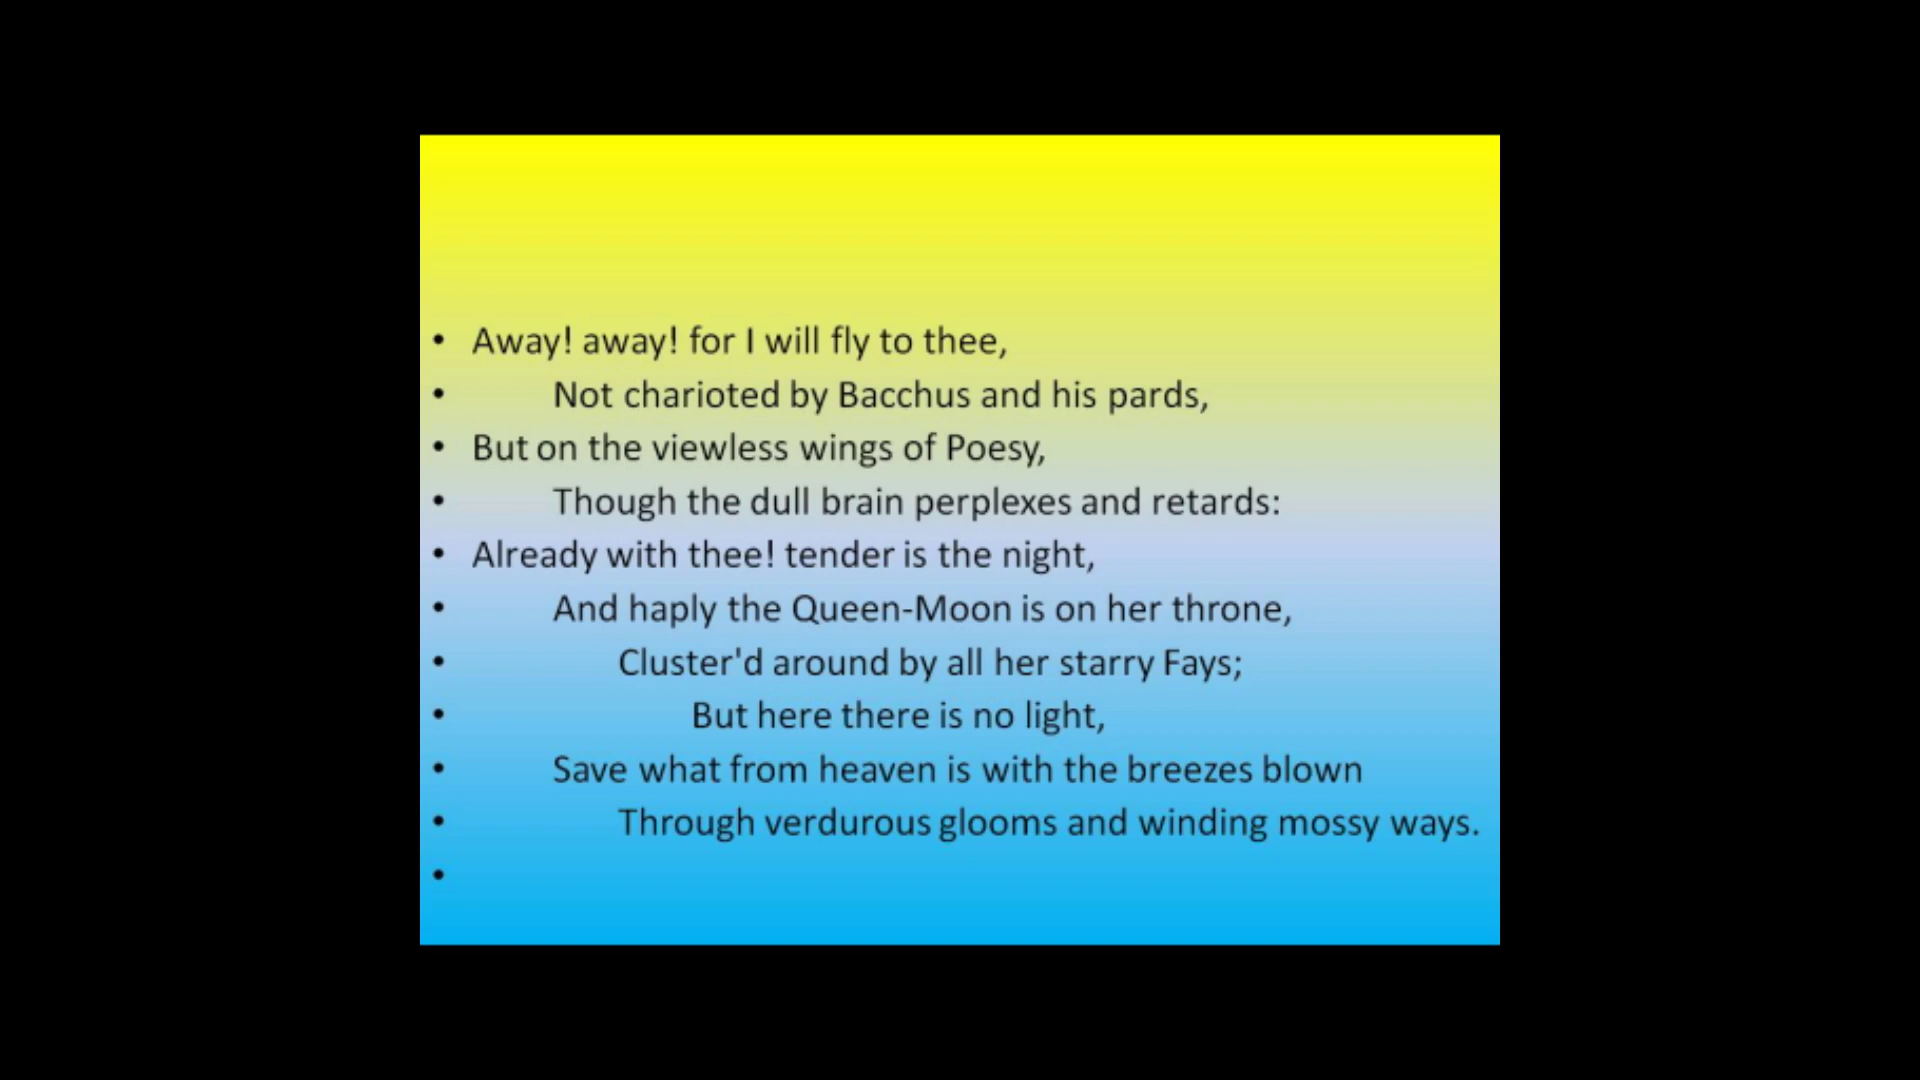 • Away! away! for I will fly to thee,
• Not charioted by Bacchus and his pards,
• But on the viewless wings of Poesy,
• Though the dull brain perplexes and retards:
• Already with thee! tender is the night,
• And haply the Queen-Moon is on her throne,
• Cluster'd around by all her starry Fays;
• But here there is no light,
• Save what from heaven is with the breezes blown
• Through verdurous glooms and winding mossy ways.
•